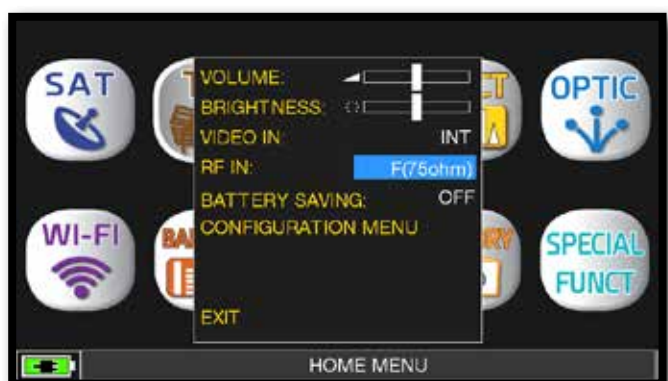 SAT
OPTIC
VOLUME:
BRIGHTNESS:
VIDEO IN: INT
RF IN: F(75ohm)
BATTERY SAVING: OFF
CONFIGURATION MENU
EXIT
WI-FI
SPECIAL
FUNCT
HOME MENU